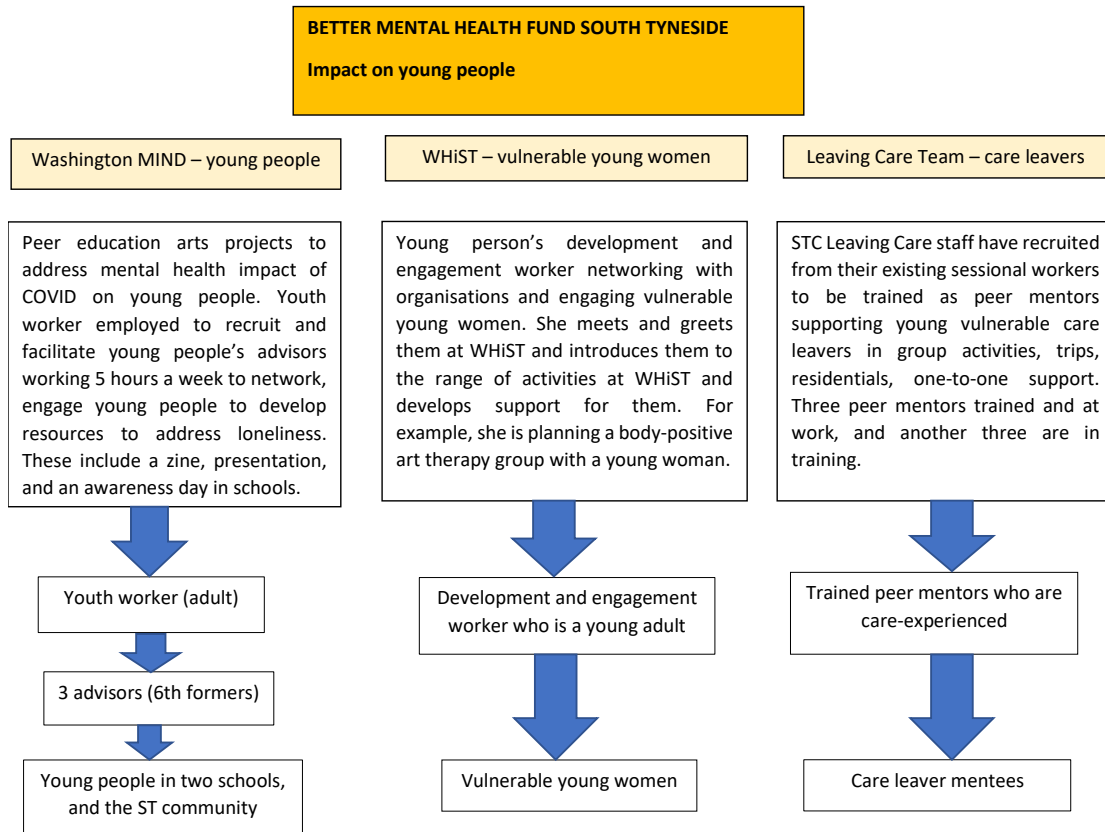 BETTER MENTAL HEALTH FUND SOUTH TYNESIDE
Impact on young people
Washington MIND – young people
Peer education arts projects to
address mental health impact of
COVID on young people. Youth
worker employed to recruit and
facilitate young people’s advisors
working 5 hours a week to network,
engage young people to develop
resources to address loneliness.
These include a zine, presentation,
and an awareness day in schools.
Youth worker (adult)
3 advisors (6th formers)
Young people in two schools,
and the ST community
WHiST – vulnerable young women
Young person’s development and
engagement worker networking with
organisations and engaging vulnerable
young women. She meets and greets
them at WHiST and introduces them to
the range of activities at WHiST and
develops support for them. For
example, she is planning a body-positive
art therapy group with a young woman.
Development and engagement
worker who is a young adult
Vulnerable young women
Leaving Care Team – care leavers
STC Leaving Care staff have recruited
from their existing sessional workers
to be trained as peer mentors
supporting young vulnerable care
leavers in group activities, trips,
residentials, one-to-one support.
Three peer mentors trained and at
work, and another three are in
training.
Trained peer mentors who are
care-experienced
Care leaver mentees